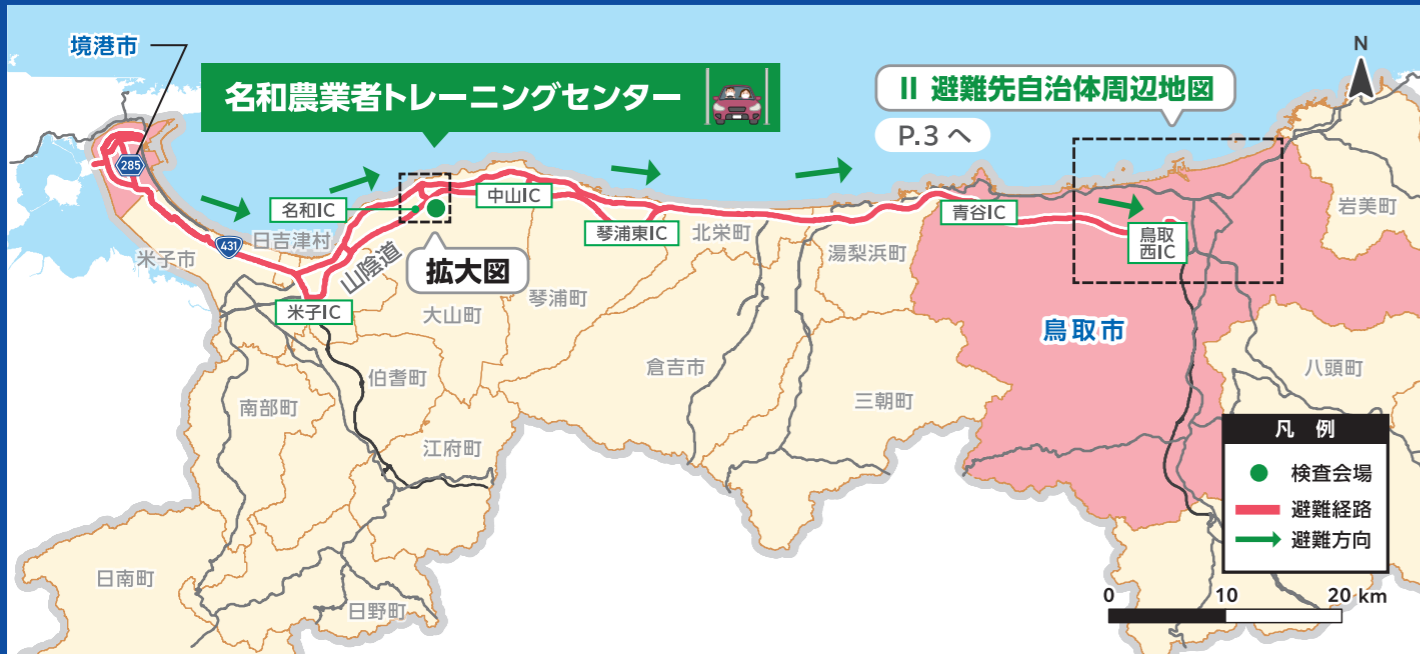 境港市
名和農業者トレーニングセンター
II 避難先自治体周辺地図
P.3 へ
N
285
名和IC
中山IC
琴浦東IC
北栄町
青谷IC
鳥取
西IC
岩美町
431
日吉津村
米子市
山陰道
拡大図
湯梨浜町
琴浦町
米子IC
大山町
鳥取市
伯耆町
倉吉市
八頭町
南部町
三朝町
江府町
凡 例
検査会場
避難経路
避難方向
日南町
日野町
0 10 20 km